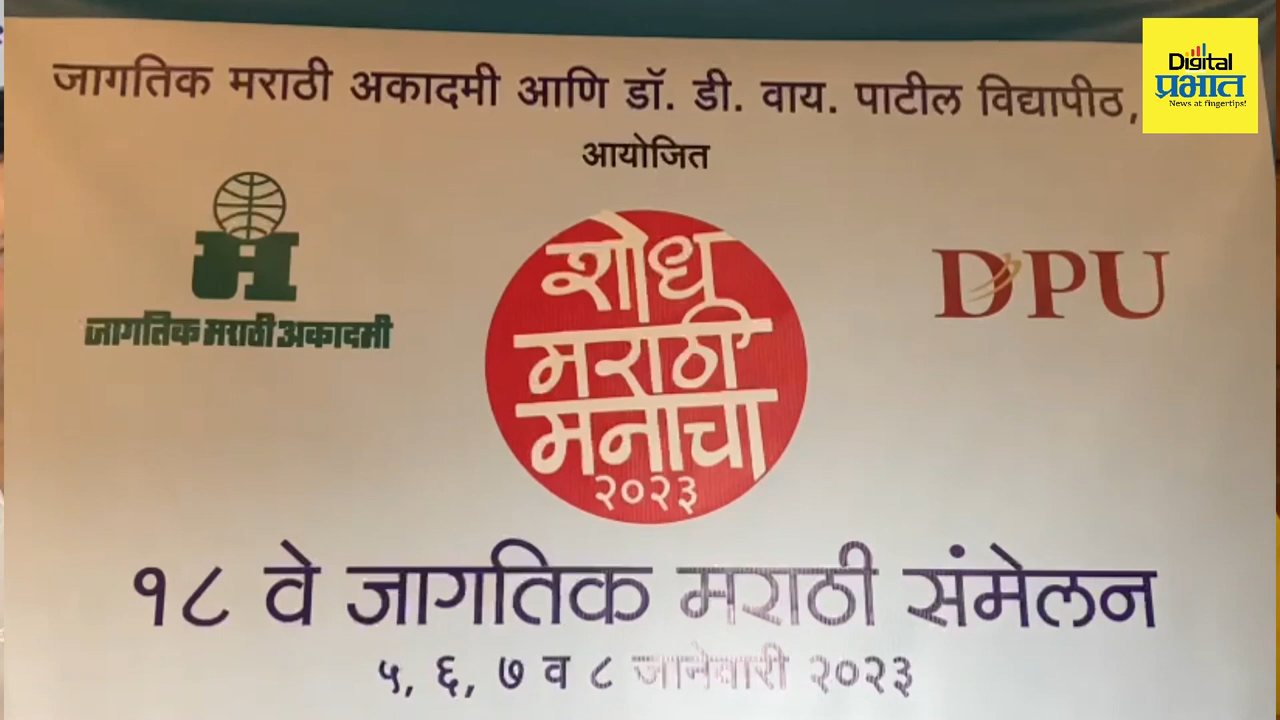 जागतिक मराठी अकादमी आणि डॉ. डी. वाय. पाटील विद्यापीठ,
Digital
प्रभात
News at fingertips!
आयोजित
म
जागतिक मराठी अकादमी
शोध
मराठी
मनाचा
२०२३
DPU
१८ वे जागतिक मराठी संमेलन
५, ६, ७ व ८ जानेवारी २०२३